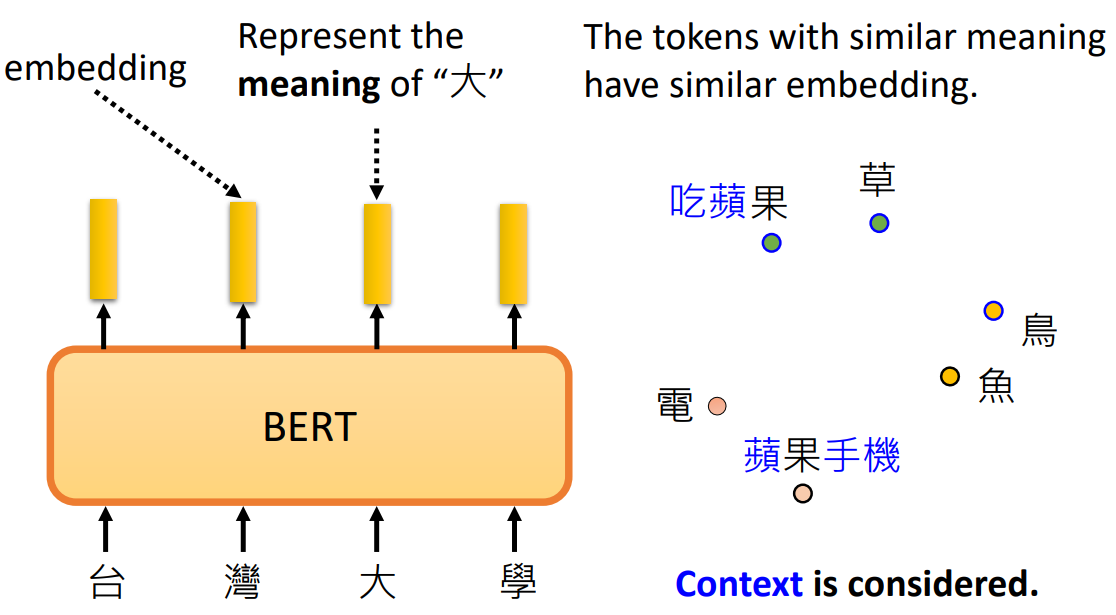 embedding
Represent the
meaning of “大”
The tokens with similar meaning
have similar embedding.
吃蘋果
草
鳥
魚
電
蘋果手機
BERT
台 灣 大 學
Context is considered.